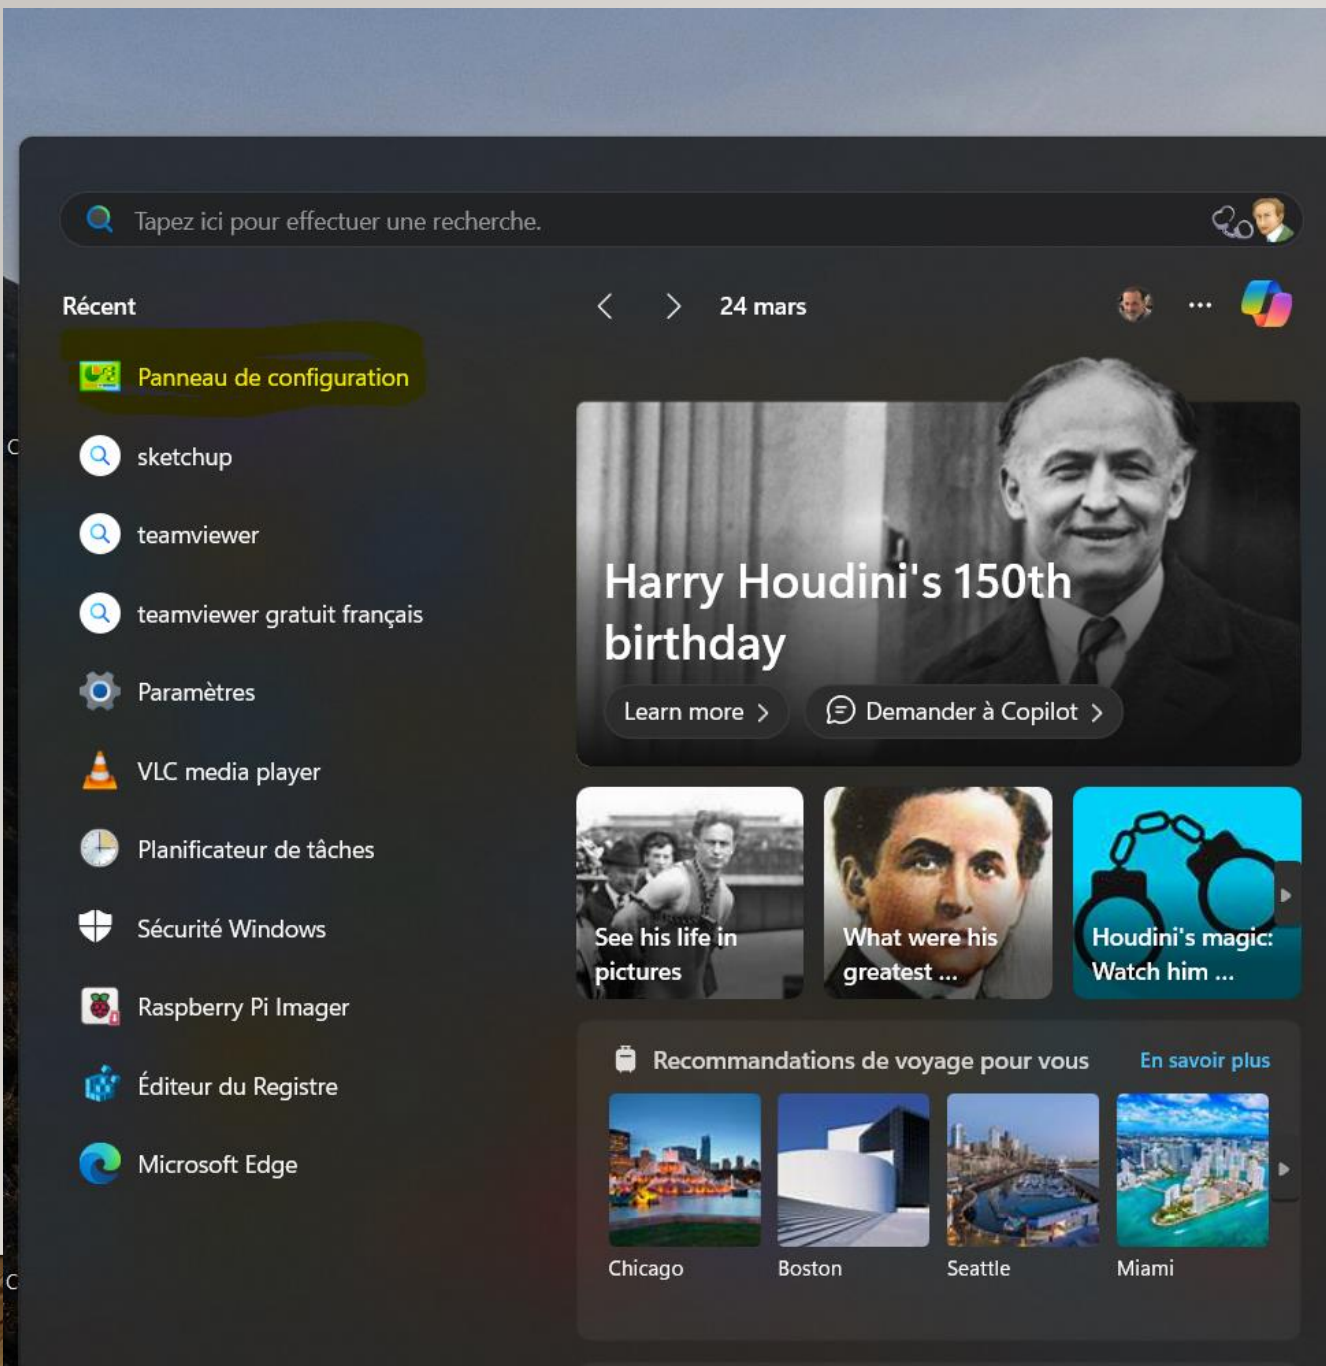 Tapez ici pour effectuer une recherche.
Récent
24 mars
Panneau de configuration
sketchup
teamviewer
teamviewer gratuit français
Paramètres
VLC media player
Planificateur de tâches
Sécurité Windows
Raspberry Pi Imager
Éditeur du Registre
Microsoft Edge
Harry Houdini's 150th
birthday
Learn more
Demander à Copilot
See his life in
pictures
What were his
greatest ...
Houdini's magic:
Watch him ...
Recommandations de voyage pour vous
En savoir plus
Chicago
Boston
Seattle
Miami
C
C